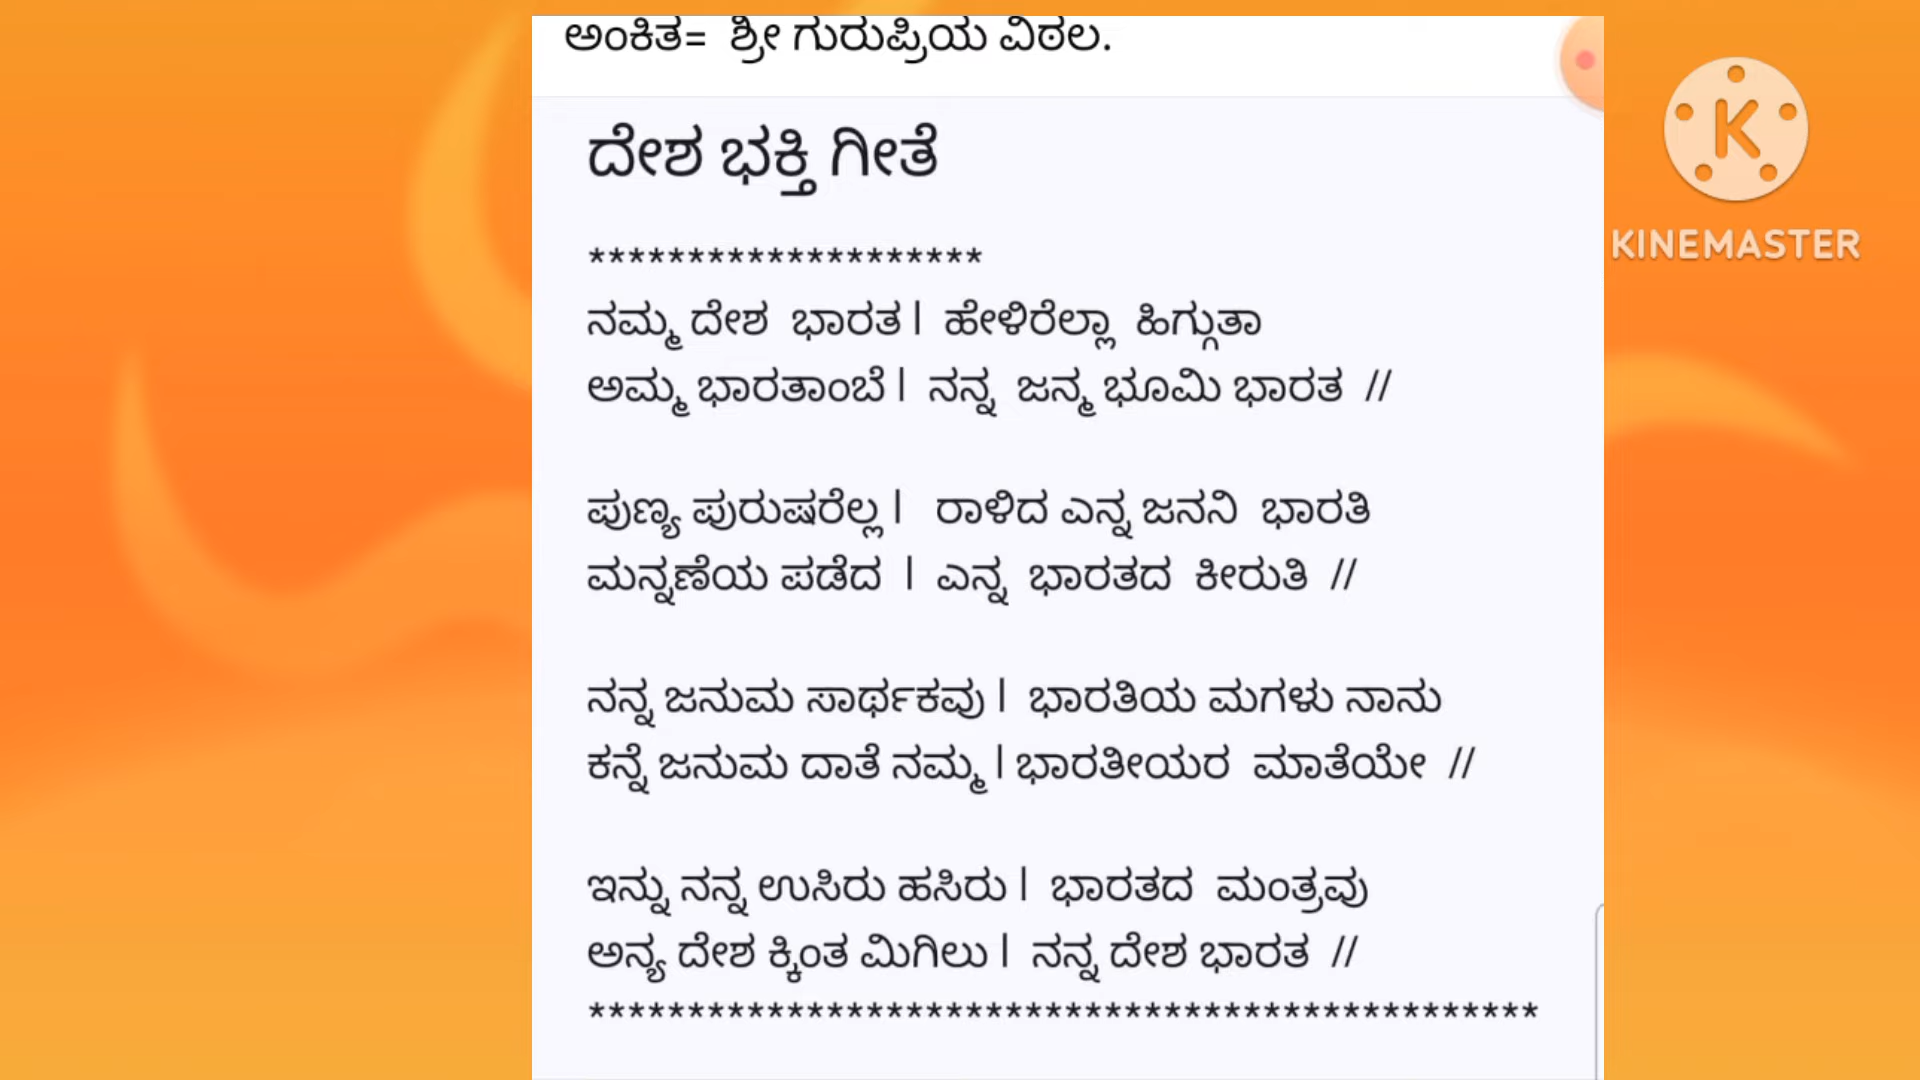 ಅಂಕಿತ= ಶ್ರೀ ಗುರುಪ್ರಿಯ ವಿಠಲ.
ದೇಶ ಭಕ್ತಿ ಗೀತೆ
********************
ನಮ್ಮ ದೇಶ ಭಾರತ | ಹೇಳಿರೆಲ್ಲಾ ಹಿಗ್ಗುತಾ
ಅಮ್ಮ ಭಾರತಾಂಬೆ | ನನ್ನ ಜನ್ಮ ಭೂಮಿ ಭಾರತ //
ಪುಣ್ಯ ಪುರುಷರೆಲ್ಲ | ರಾಳಿದ ಎನ್ನ ಜನನಿ ಭಾರತಿ
ಮನ್ನಣೆಯ ಪಡೆದ | ಎನ್ನ ಭಾರತದ ಕೀರುತಿ //
ನನ್ನ ಜನುಮ ಸಾರ್ಥಕವು | ಭಾರತಿಯ ಮಗಳು ನಾನು
ಕನ್ನೆ ಜನುಮ ದಾತೆ ನಮ್ಮ | ಭಾರತೀಯರ ಮಾತೆಯೇ //
ಇನ್ನು ನನ್ನ ಉಸಿರು ಹಸಿರು | ಭಾರತದ ಮಂತ್ರವು
ಅನ್ಯ ದೇಶ ಕ್ಕಿಂತ ಮಿಗಿಲು | ನನ್ನ ದೇಶ ಭಾರತ //
************************************************
K
KINEMASTER